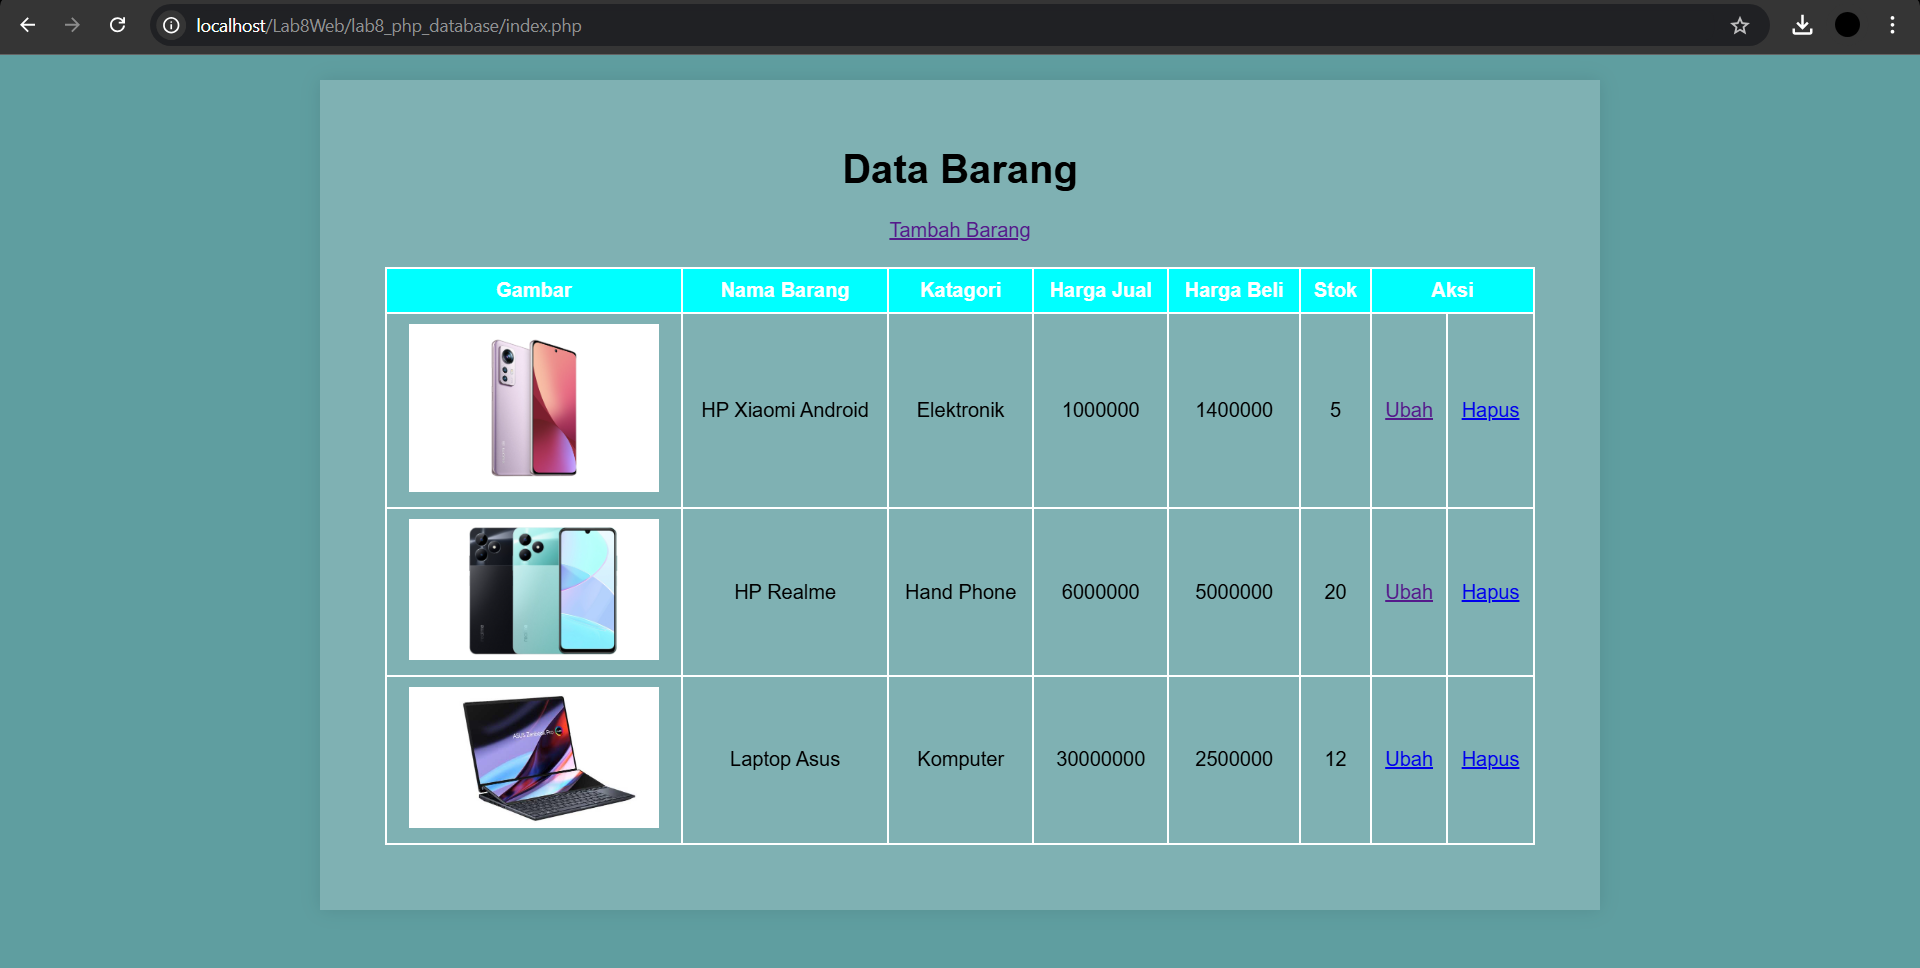 localhost/Lab8Web/lab8_php_database/index.php
Data Barang
Tambah Barang
Gambar Nama Barang Katagori Harga Jual Harga Beli Stok Aksi
HP Xiaomi Android Elektronik 1000000 1400000 5 Ubah Hapus
HP Realme Hand Phone 6000000 5000000 20 Ubah Hapus
Laptop Asus Komputer 30000000 2500000 12 Ubah Hapus